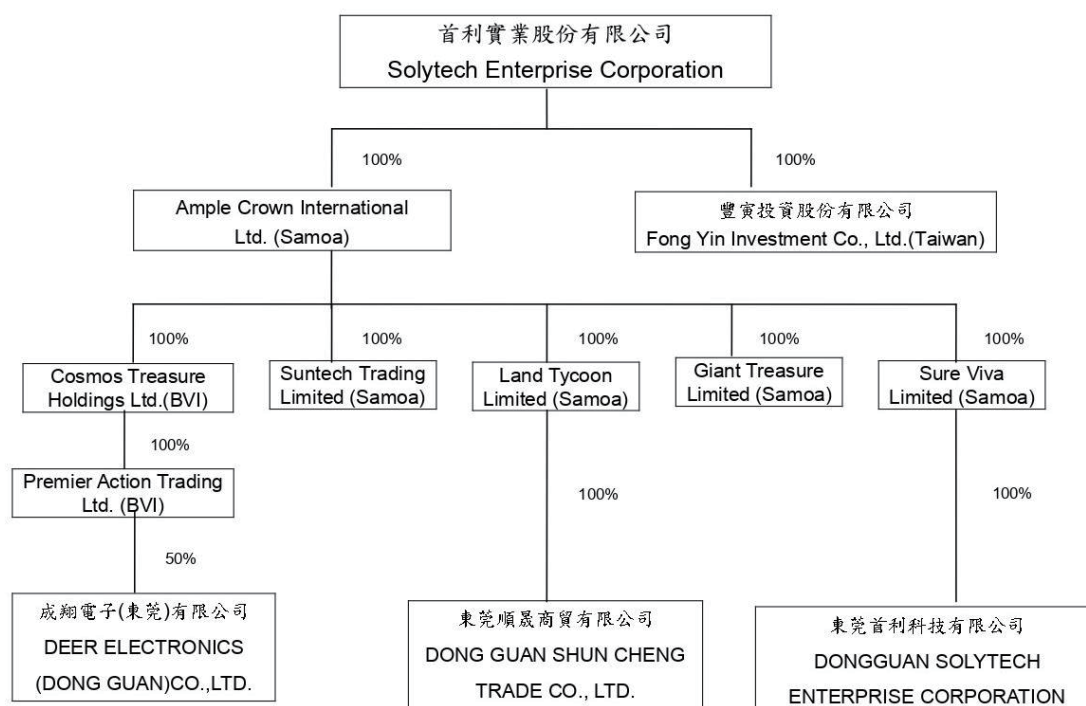 首利實業股份有限公司
Solytech Enterprise Corporation
100%
100%
Ample Crown International
Ltd. (Samoa)
豐寅投資股份有限公司
Fong Yin Investment Co., Ltd.(Taiwan)
100%
100%
100%
100%
100%
Cosmos Treasure
Holdings Ltd.(BVI)
Suntech Trading
Limited (Samoa)
Land Tycoon
Limited (Samoa)
Giant Treasure
Limited (Samoa)
Sure Viva
Limited (Samoa)
100%
Premier Action Trading
Ltd. (BVI)
100%
100%
50%
成翔電子(東莞)有限公司
DEER ELECTRONICS
(DONG GUAN)CO.,LTD.
東莞順晟商貿有限公司
DONG GUAN SHUN CHENG
TRADE CO., LTD.
東莞首利科技有限公司
DONGGUAN SOLYTECH
ENTERPRISE CORPORATION